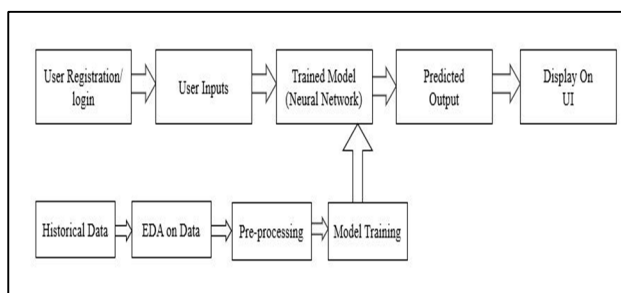 User Registration/
login
User Inputs
Trained Model
(Neural Network)
Predicted
Output
Display On
UI
Historical Data
EDA on Data
Pre-processing
Model Training